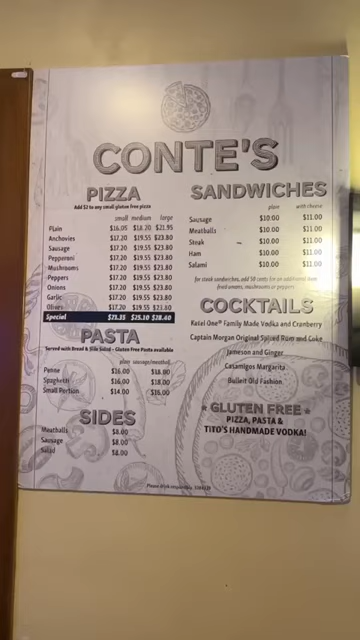 CONTE'S
PIZZA
Add $2 to any small gluten free pizza
small medium large
Plain $16.05 $18.20 $21.95
Anchovies $17.20 $19.55 $23.80
Sausage $17.20 $19.55 $23.80
Pepperoni $17.20 $19.55 $23.80
Mushrooms $17.20 $19.55 $23.80
Peppers $17.20 $19.55 $23.80
Onions $17.20 $19.55 $23.80
Garlic $17.20 $19.55 $23.80
Olives $17.20 $19.55 $23.80
Special $21.35 $25.10 $28.40
PASTA
Served with Bread & Side Salad - Gluten Free Pasta available
plain sausage/meatball
Penne $16.00 $18.00
Spaghetti $16.00 $18.00
Small Portion $14.00 $16.00
SIDES
Meatballs $8.00
Sausage $8.00
Salad $8.00
SANDWICHES
plain with cheese
Sausage $10.00 $11.00
Meatballs $10.00 $11.00
Steak $10.00 $11.00
Ham $10.00 $11.00
Salami $10.00 $11.00
for steak sandwiches, add 50 cents for an additional item
fried onions, mushrooms or peppers
COCKTAILS
Ketel One® Family Made Vodka and Cranberry
Captain Morgan Original Spiced Rum and Coke
Jameson and Ginger
Casamigos Margarita
Bulleit Old Fashion
★ GLUTEN FREE ★
PIZZA, PASTA &
TITO'S HANDMADE VODKA!
Please drink responsibly.